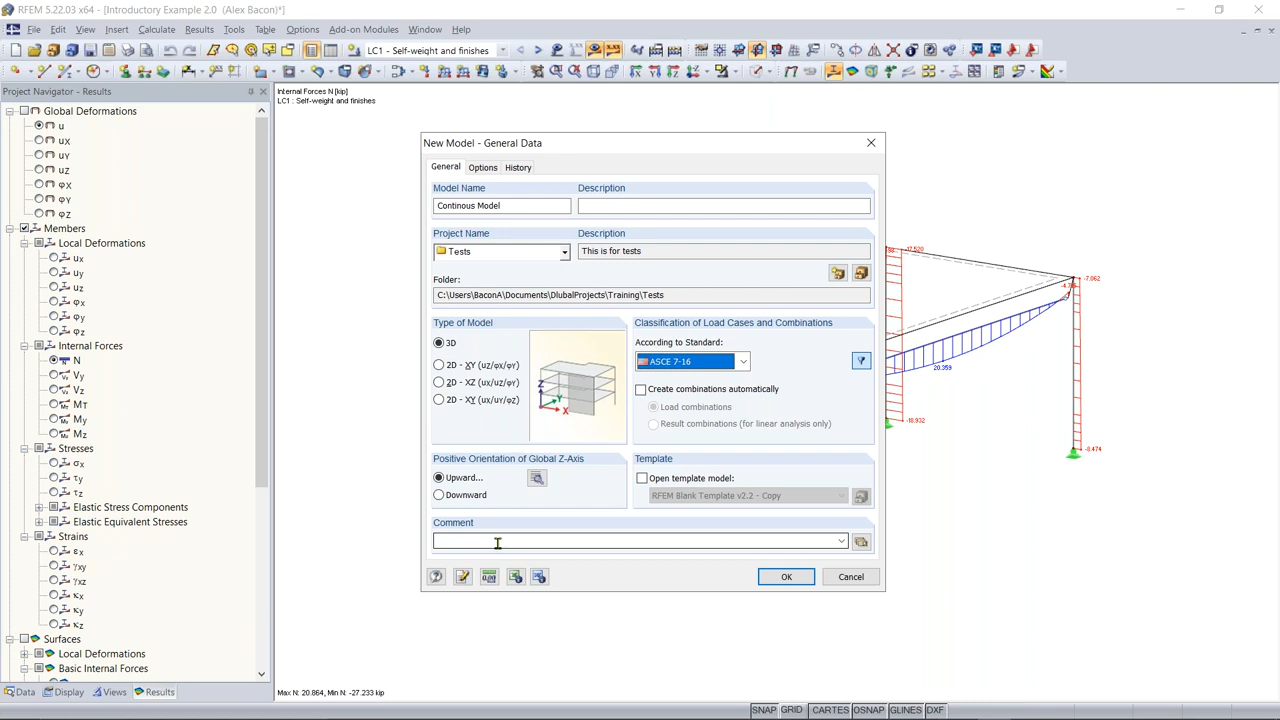 RFEM 5.22.03 x64 - [Introductory Example 2.0 (Alex Bacon)*]
File Edit View Insert Calculate Results Tools Table Options Add-on Modules Window Help
LC1 - Self-weight and finishes
Project Navigator - Results
Global Deformations
u
uX
uY
uZ
φX
φY
φZ
Members
Local Deformations
ux
uy
uz
φx
φy
φz
Internal Forces
N
Vy
Vz
MT
My
Mz
Stresses
σx
τy
τz
Elastic Stress Components
Elastic Equivalent Stresses
Strains
εx
γxy
γxz
κx
κy
κz
Surfaces
Local Deformations
Basic Internal Forces
Data Display Views Results
Internal Forces N [kip]
LC1 : Self-weight and finishes
New Model - General Data
General Options History
Model Name Description
Continous Model
Project Name Description
Tests This is for tests
Folder:
C:\Users\BaconA\Documents\DlubalProjects\Training\Tests
Type of Model
3D
2D - XY (uZ/φX/φY)
2D - XZ (uX/uZ/φY)
2D - XY (uX/uY/φZ)
Z
Y
X
Classification of Load Cases and Combinations
According to Standard:
ASCE 7-16
Create combinations automatically
Load combinations
Result combinations (for linear analysis only)
Positive Orientation of Global Z-Axis
Upward...
Downward
Template
Open template model:
RFEM Blank Template v2.2 - Copy
Comment
OK Cancel
-17.520
-7.062
20.359
-18.932
-8.474
Max N: 20.864, Min N: -27.233 kip
SNAP GRID CARTES OSNAP GLINES DXF